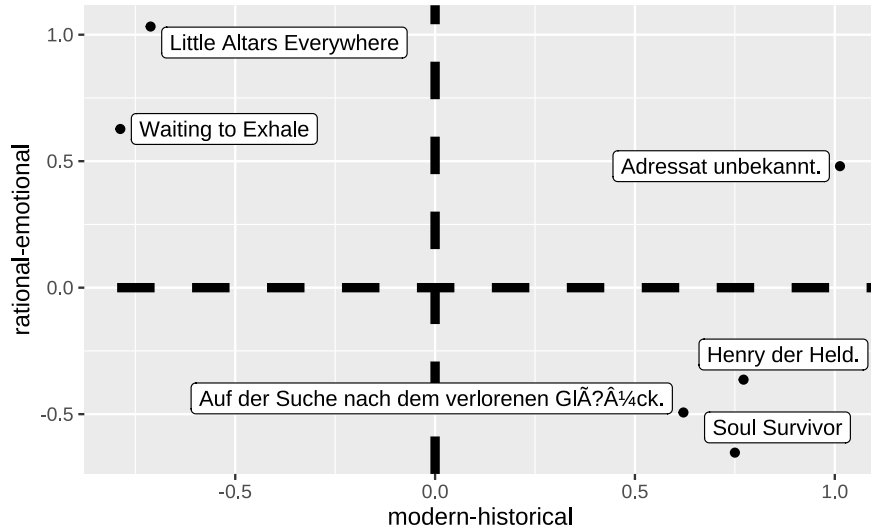 1.0
Little Altars Everywhere
Waiting to Exhale
Adressat unbekannt.
0.5
rational-emotional
0.0
Henry der Held.
Auf der Suche nach dem verlorenen GlÃ?Â¼ck.
-0.5
Soul Survivor
-0.5 0.0 0.5 1.0
modern-historical